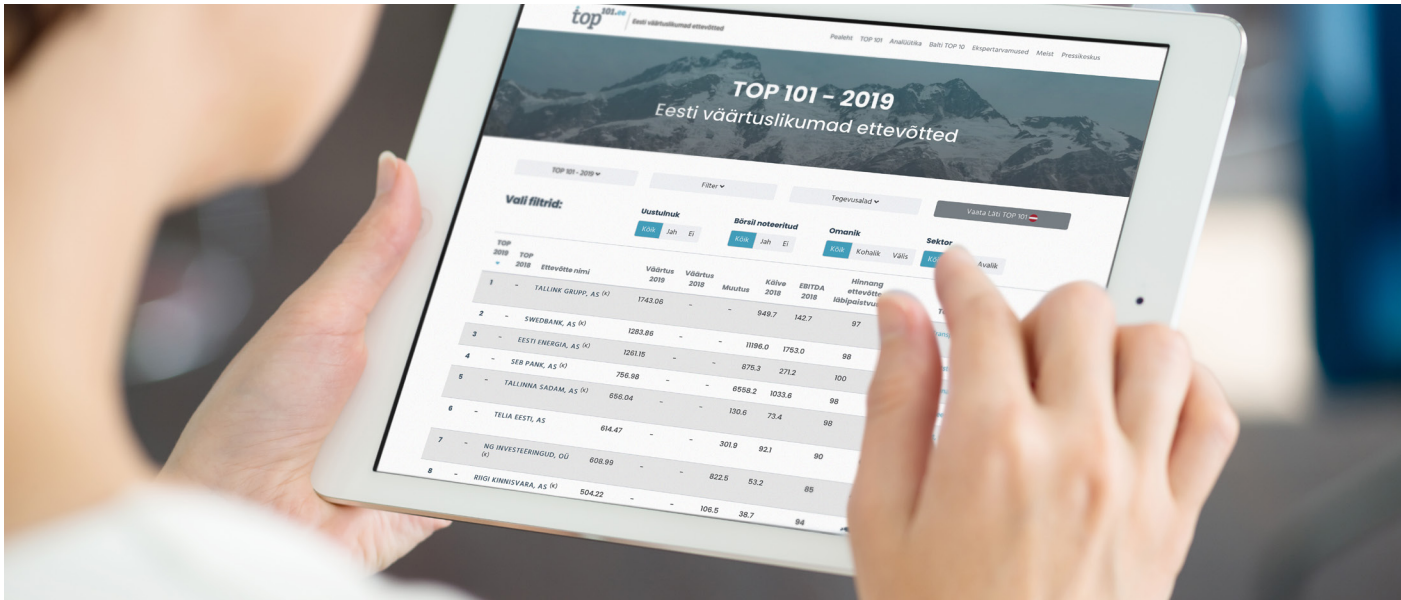 top101.ee Eesti väärtuslikumad ettevõtted
Pealeht TOP 101 Analüütika Balti TOP 10 Ekspertarvamused Meist Pressikeskus
TOP 101 - 2019
Eesti väärtuslikumad ettevõtted
TOP 101 - 2019 Filter Tegevusalad Vaata Läti TOP 101
Vali filtrid:
Uustulnuk Börsil noteeritud Omanik Sektor
Kõik Jah Ei Kõik Jah Ei Kõik Kohalik Välis Avalik
TOP 2019 TOP 2018 Ettevõtte nimi Väärtus 2019 Väärtus 2018 Muutus Käive 2018 EBITDA 2018 Hinnang ettevõtte
1 - TALLINK GRUPP, AS (K) 1743.06 - - 949.7 142.7 97
2 - SWEDBANK, AS (K) 1283.86 - - 11196.0 1753.0 98
3 - EESTI ENERGIA, AS (K) 1261.15 - - 875.3 271.2 100
4 - SEB PANK, AS (K) 756.98 - - 6558.2 1033.6 98
5 - TALLINNA SADAM, AS (K) 656.04 - - 130.6 73.4 98
6 - TELIA EESTI, AS 614.47 - - 301.9 92.1 90
7 - NG INVESTEERINGUD, OÜ (K) 608.99 - - 822.5 53.2 85
8 - RIIGI KINNISVARA, AS (K) 504.22 - - 106.5 38.7 94